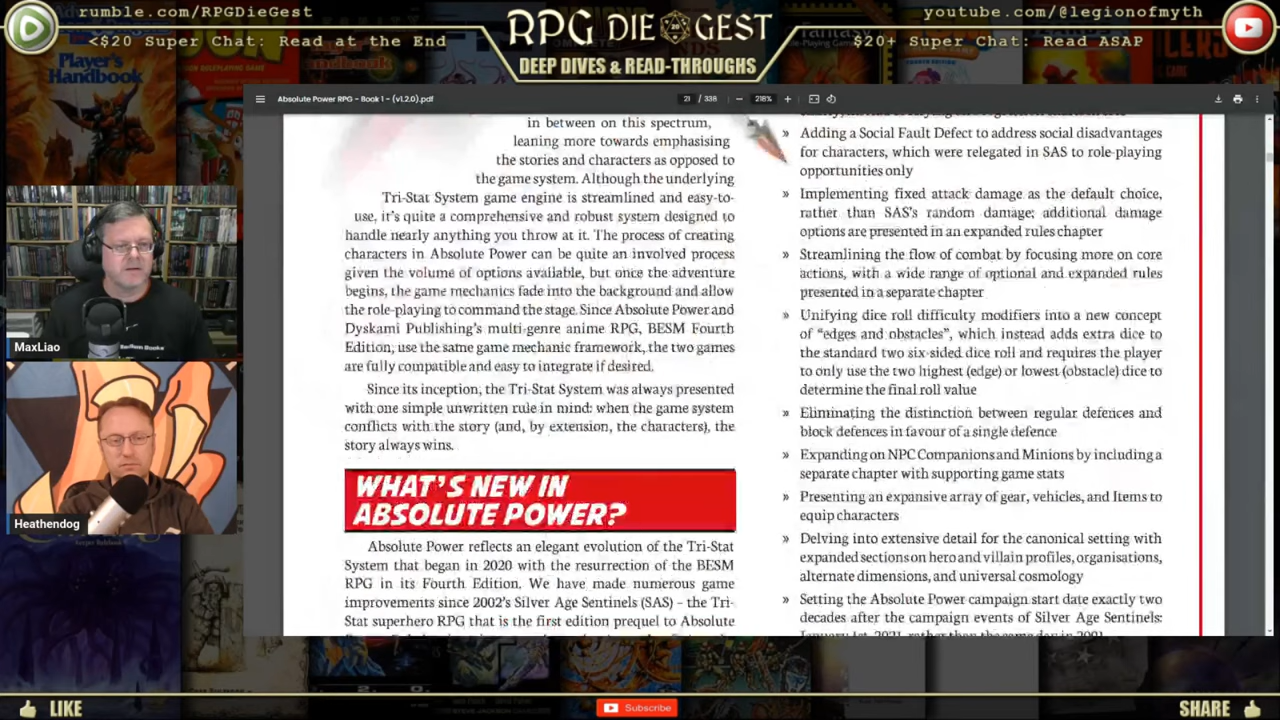 rumble.com/RPGDieGest
<$20 Super Chat: Read at the End
RPG DIE GEST
DEEP DIVES & READ-THROUGHS
youtube.com/@legionofmyth
$20+ Super Chat: Read ASAP
Player's
Handbook
Absolute Power RPG - Book 1 - (v1.2.0).pdf
21 / 338
218%
in between on this spectrum,
leaning more towards emphasising
the stories and characters as opposed to
the game system. Although the underlying
Tri-Stat System game engine is streamlined and easy-to-
use, it's quite a comprehensive and robust system designed to
handle nearly anything you throw at it. The process of creating
characters in Absolute Power can be quite an involved process
given the volume of options available, but once the adventure
begins, the game mechanics fade into the background and allow
the role-playing to command the stage. Since Absolute Power and
Dyskami Publishing's multi-genre anime RPG, BESM Fourth
Edition, use the same game mechanic framework, the two games
are fully compatible and easy to integrate if desired.
Since its inception, the Tri-Stat System was always presented
with one simple unwritten rule in mind: when the game system
conflicts with the story (and, by extension, the characters), the
story always wins.
WHAT'S NEW IN
ABSOLUTE POWER?
Absolute Power reflects an elegant evolution of the Tri-Stat
System that began in 2020 with the resurrection of the BESM
RPG in its Fourth Edition. We have made numerous game
improvements since 2002's Silver Age Sentinels (SAS) – the Tri-
Stat superhero RPG that is the first edition prequel to Absolute
» Adding a Social Fault Defect to address social disadvantages
for characters, which were relegated in SAS to role-playing
opportunities only
» Implementing fixed attack damage as the default choice,
rather than SAS's random damage; additional damage
options are presented in an expanded rules chapter
» Streamlining the flow of combat by focusing more on core
actions, with a wide range of optional and expanded rules
presented in a separate chapter
» Unifying dice roll difficulty modifiers into a new concept
of "edges and obstacles", which instead adds extra dice to
the standard two six-sided dice roll and requires the player
to only use the two highest (edge) or lowest (obstacle) dice to
determine the final roll value
» Eliminating the distinction between regular defences and
block defences in favour of a single defence
» Expanding on NPC Companions and Minions by including a
separate chapter with supporting game stats
» Presenting an expansive array of gear, vehicles, and Items to
equip characters
» Delving into extensive detail for the canonical setting with
expanded sections on hero and villain profiles, organisations,
alternate dimensions, and universal cosmology
» Setting the Absolute Power campaign start date exactly two
decades after the campaign events of Silver Age Sentinels:
January 1st, 2021, rather than the same day in 2001
MaxLiao
Heathendog
LIKE
Subscribe
SHARE